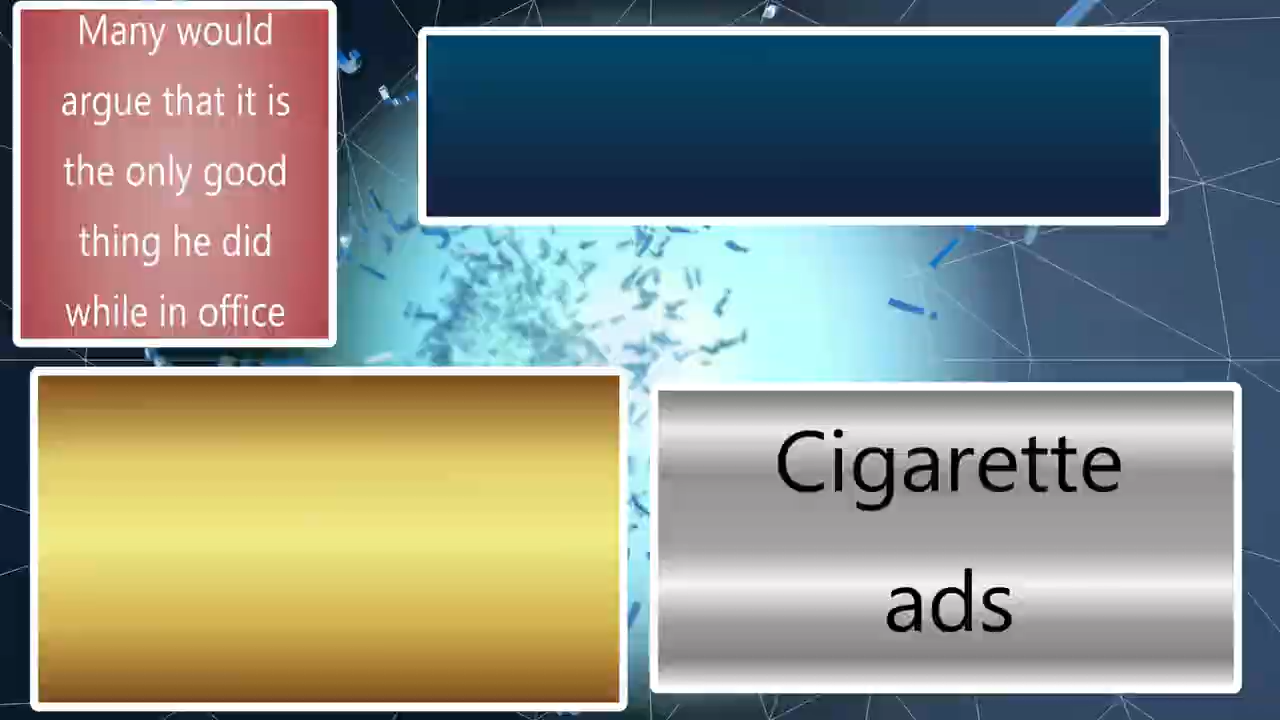 Many would
argue that it is
the only good
thing he did
while in office
Cigarette
ads